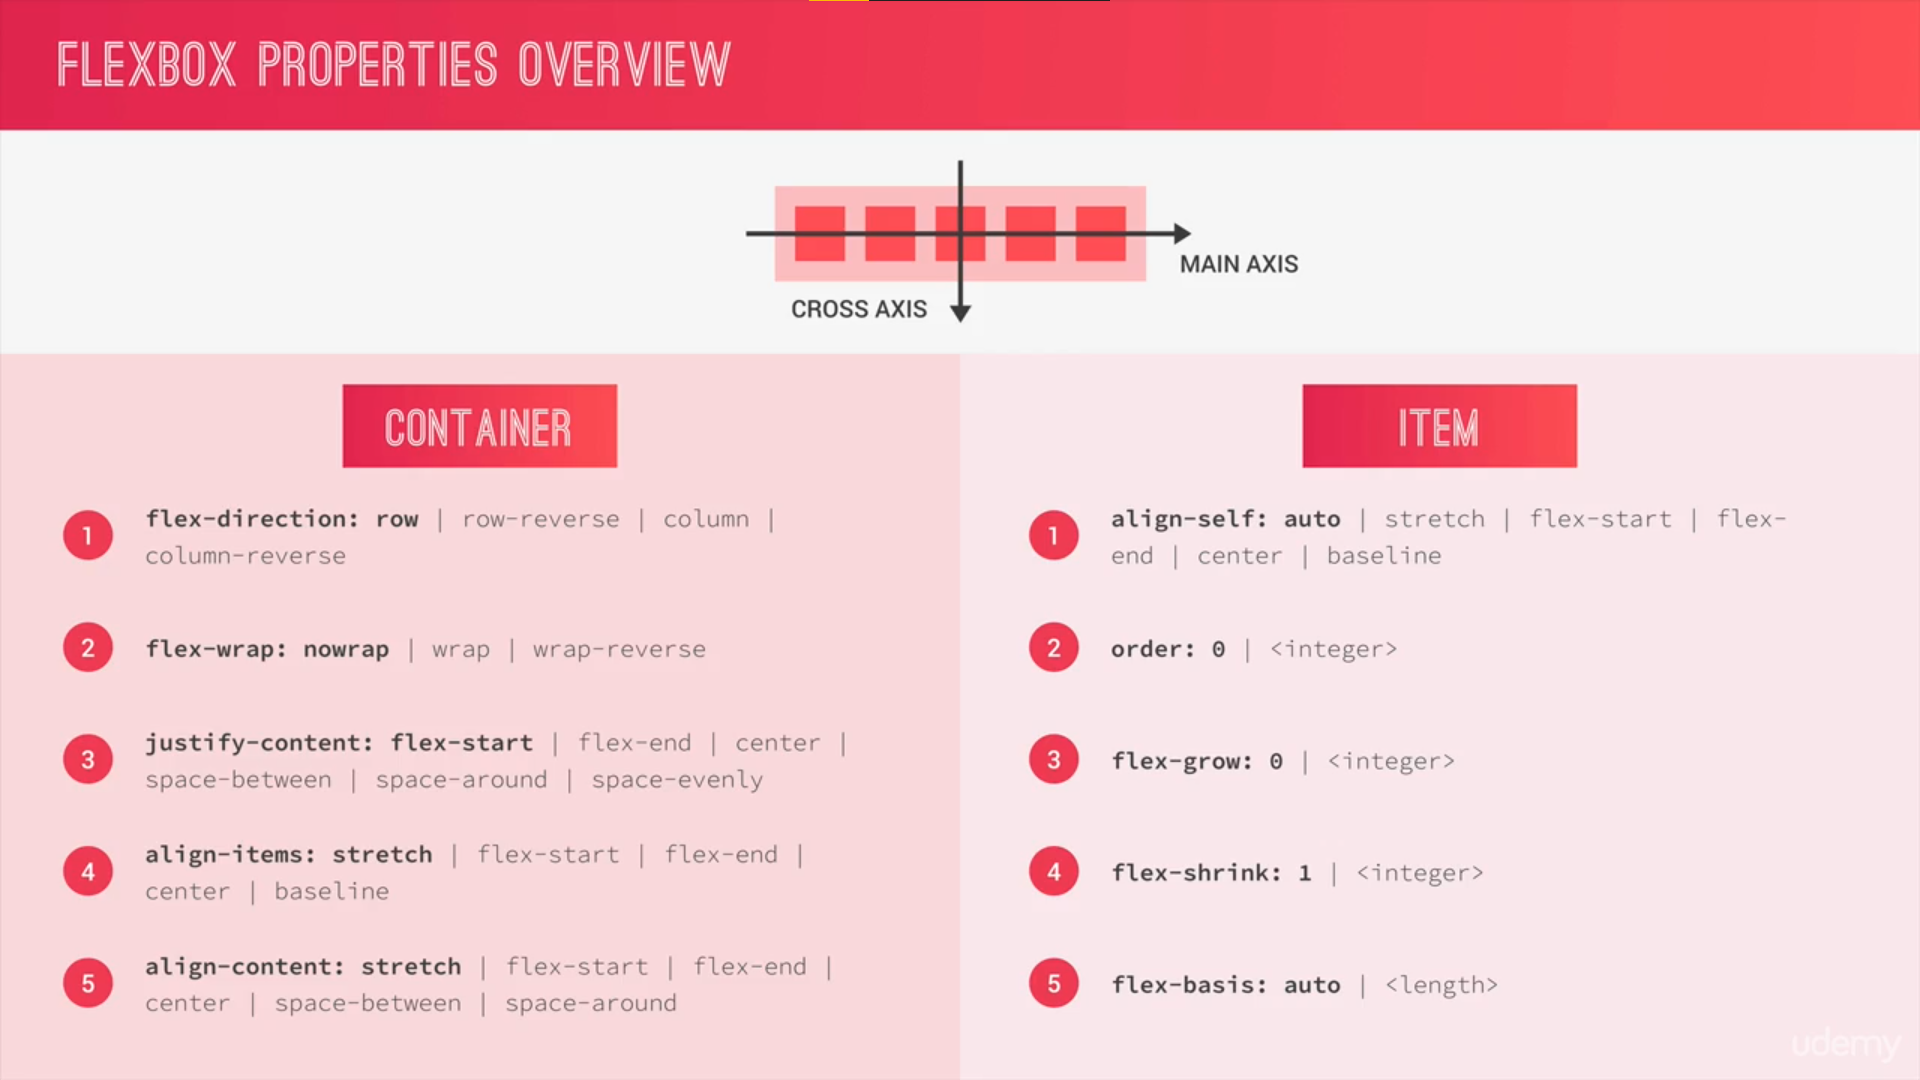 FLEXBOX PROPERTIES OVERVIEW
MAIN AXIS
CROSS AXIS
CONTAINER
1
flex-direction: row | row-reverse | column |
column-reverse
2
flex-wrap: nowrap | wrap | wrap-reverse
3
justify-content: flex-start | flex-end | center |
space-between | space-around | space-evenly
4
align-items: stretch | flex-start | flex-end |
center | baseline
5
align-content: stretch | flex-start | flex-end |
center | space-between | space-around
ITEM
1
align-self: auto | stretch | flex-start | flex-
end | center | baseline
2
order: 0 | <integer>
3
flex-grow: 0 | <integer>
4
flex-shrink: 1 | <integer>
5
flex-basis: auto | <length>
udemy